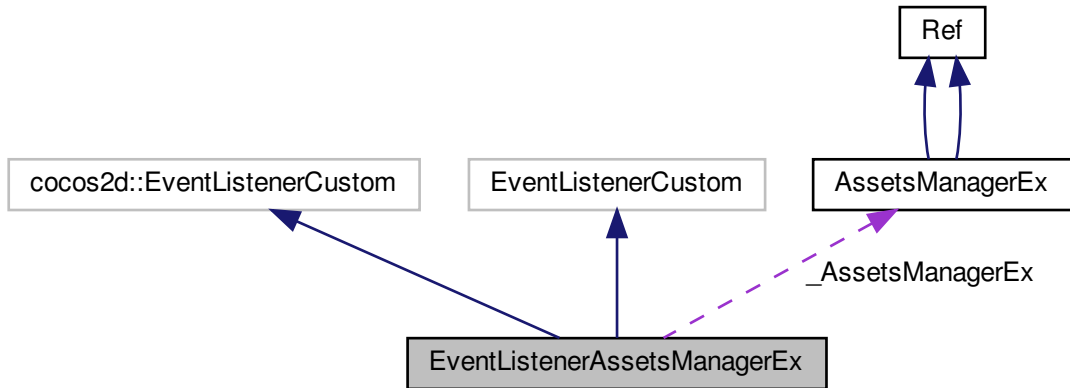 Ref
cocos2d::EventListenerCustom
EventListenerCustom
AssetsManagerEx
_AssetsManagerEx
EventListenerAssetsManagerEx